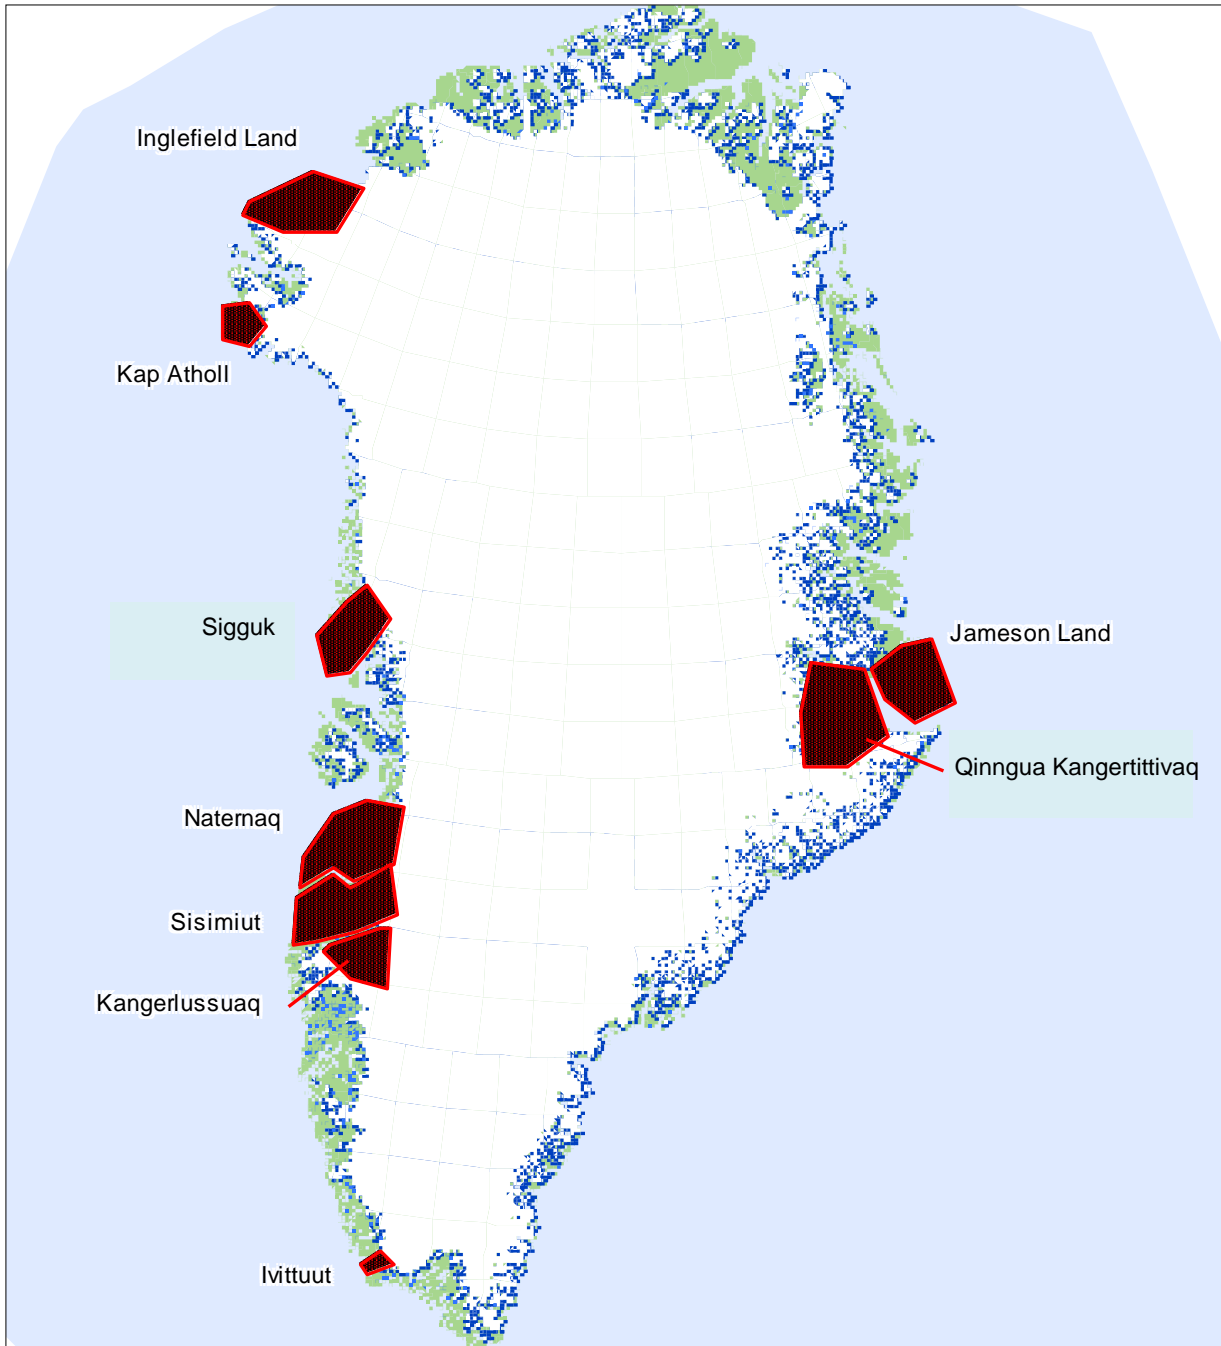 Inglefield Land
Kap Atholl
Sigguk
Jameson Land
Qinngua Kangertittivaq
Naternaq
Sisimiut
Kangerlussuaq
Ivittuut